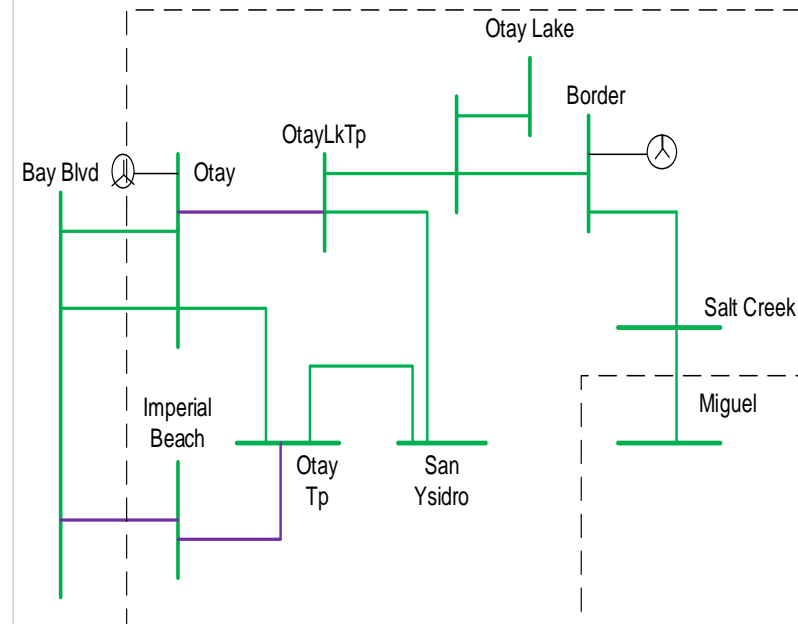 Otay Lake
Border
OtayLkTp
Bay Blvd
Otay
Salt Creek
Imperial
Beach
Miguel
Otay
Tp
San
Ysidro